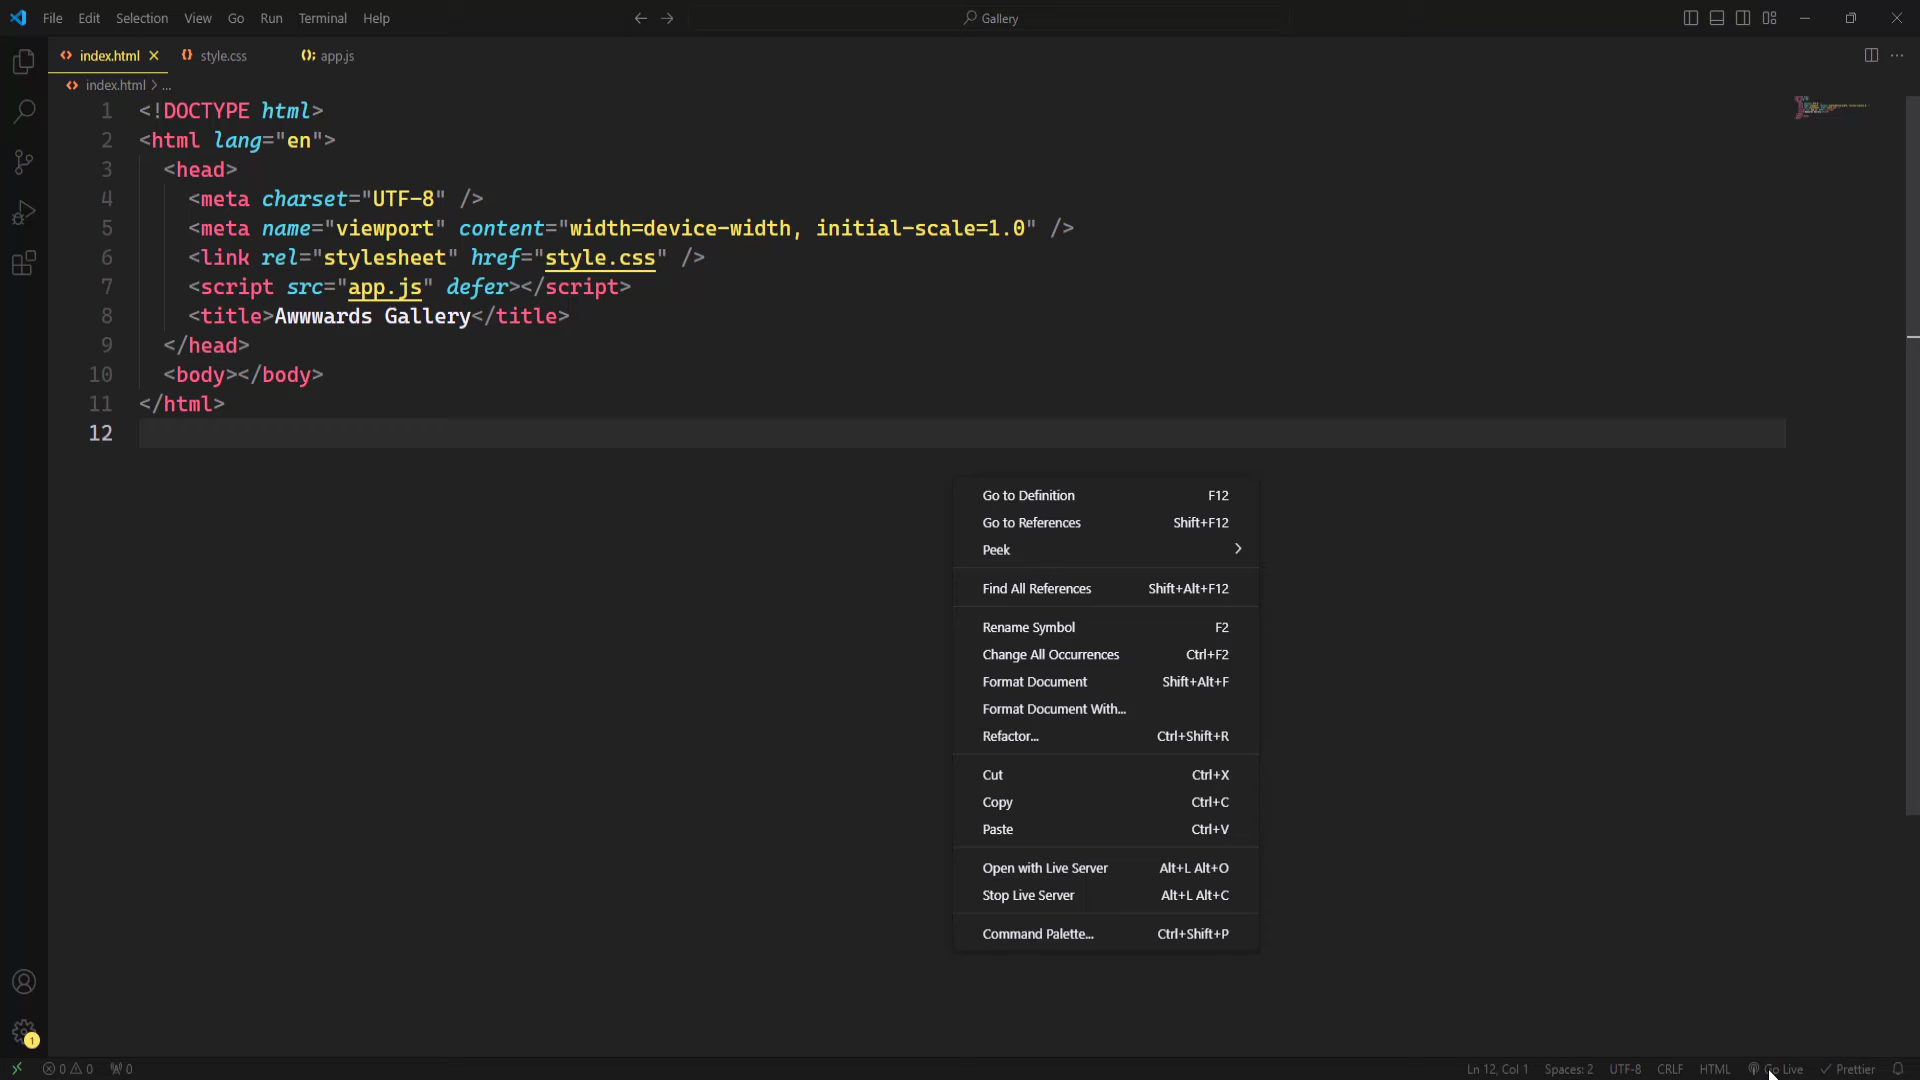 File Edit Selection View Go Run Terminal Help
Gallery
index.html
style.css
app.js
index.html > ...
1 <!DOCTYPE html>
2 <html lang="en">
3 <head>
4 <meta charset="UTF-8" />
5 <meta name="viewport" content="width=device-width, initial-scale=1.0" />
6 <link rel="stylesheet" href="style.css" />
7 <script src="app.js" defer></script>
8 <title>Awwwards Gallery</title>
9 </head>
10 <body></body>
11 </html>
12
Go to Definition F12
Go to References Shift+F12
Peek
Find All References Shift+Alt+F12
Rename Symbol F2
Change All Occurrences Ctrl+F2
Format Document Shift+Alt+F
Format Document With...
Refactor... Ctrl+Shift+R
Cut Ctrl+X
Copy Ctrl+C
Paste Ctrl+V
Open with Live Server Alt+L Alt+O
Stop Live Server Alt+L Alt+C
Command Palette... Ctrl+Shift+P
1
0 0 0 Ln 12, Col 1 Spaces: 2 UTF-8 CRLF HTML Go Live Prettier